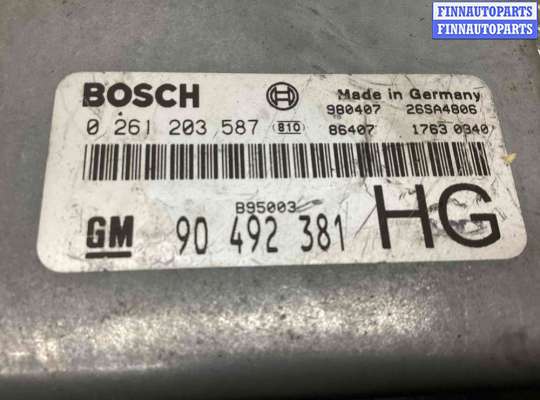 FINNAUTOPARTS
FINNAUTOPARTS
BOSCH Made in Germany
980407 26SA4806
0 261 203 587 810 86407 1763 0340
B95003
GM 90 492 381 HG